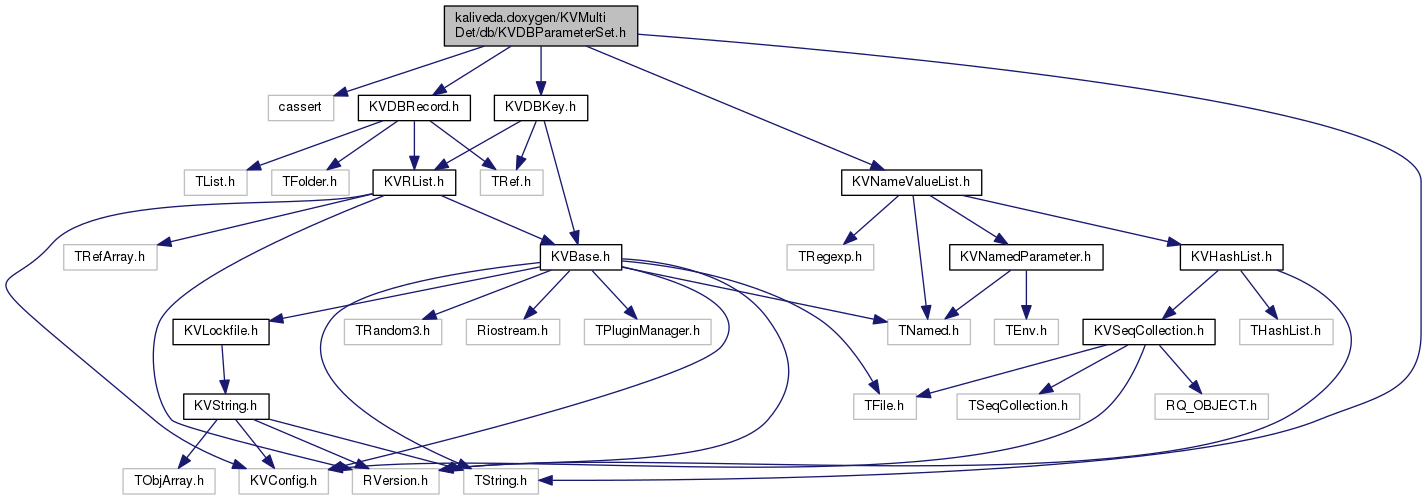 kaliveda.doxygen/KVMulti
Det/db/KVDBParameterSet.h
cassert
KVDBRecord.h
KVDBKey.h
TList.h
TFolder.h
KVRList.h
TRef.h
KVNameValueList.h
TRefArray.h
KVBase.h
TRegexp.h
KVNamedParameter.h
KVHashList.h
KVLockfile.h
TRandom3.h
Riostream.h
TPluginManager.h
TNamed.h
TEnv.h
KVSeqCollection.h
THashList.h
KVString.h
TFile.h
TSeqCollection.h
RQ_OBJECT.h
TObjArray.h
KVConfig.h
RVersion.h
TString.h